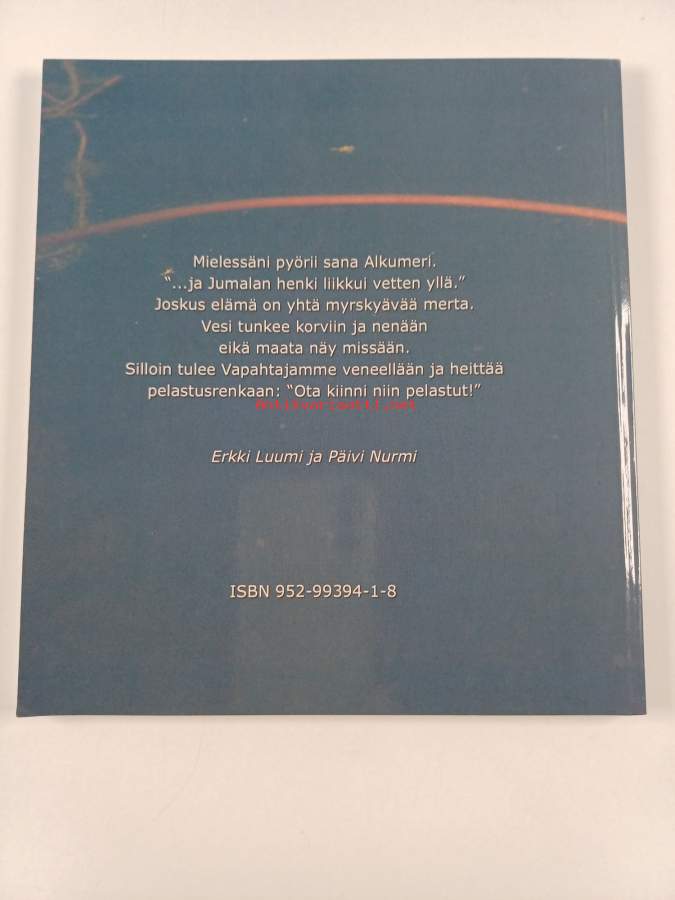 Mielessäni pyörii sana Alkumeri.
“...ja Jumalan henki liikkui vetten yllä.”
Joskus elämä on yhtä myrskyävää merta.
Vesi tunkee korviin ja nenään
eikä maata näy missään.
Silloin tulee Vapahtajamme veneellään ja heittää
pelastusrenkaan: “Ota kiinni niin pelastut!”
Antikvariaatti.net
Erkki Luumi ja Päivi Nurmi
ISBN 952-99394-1-8